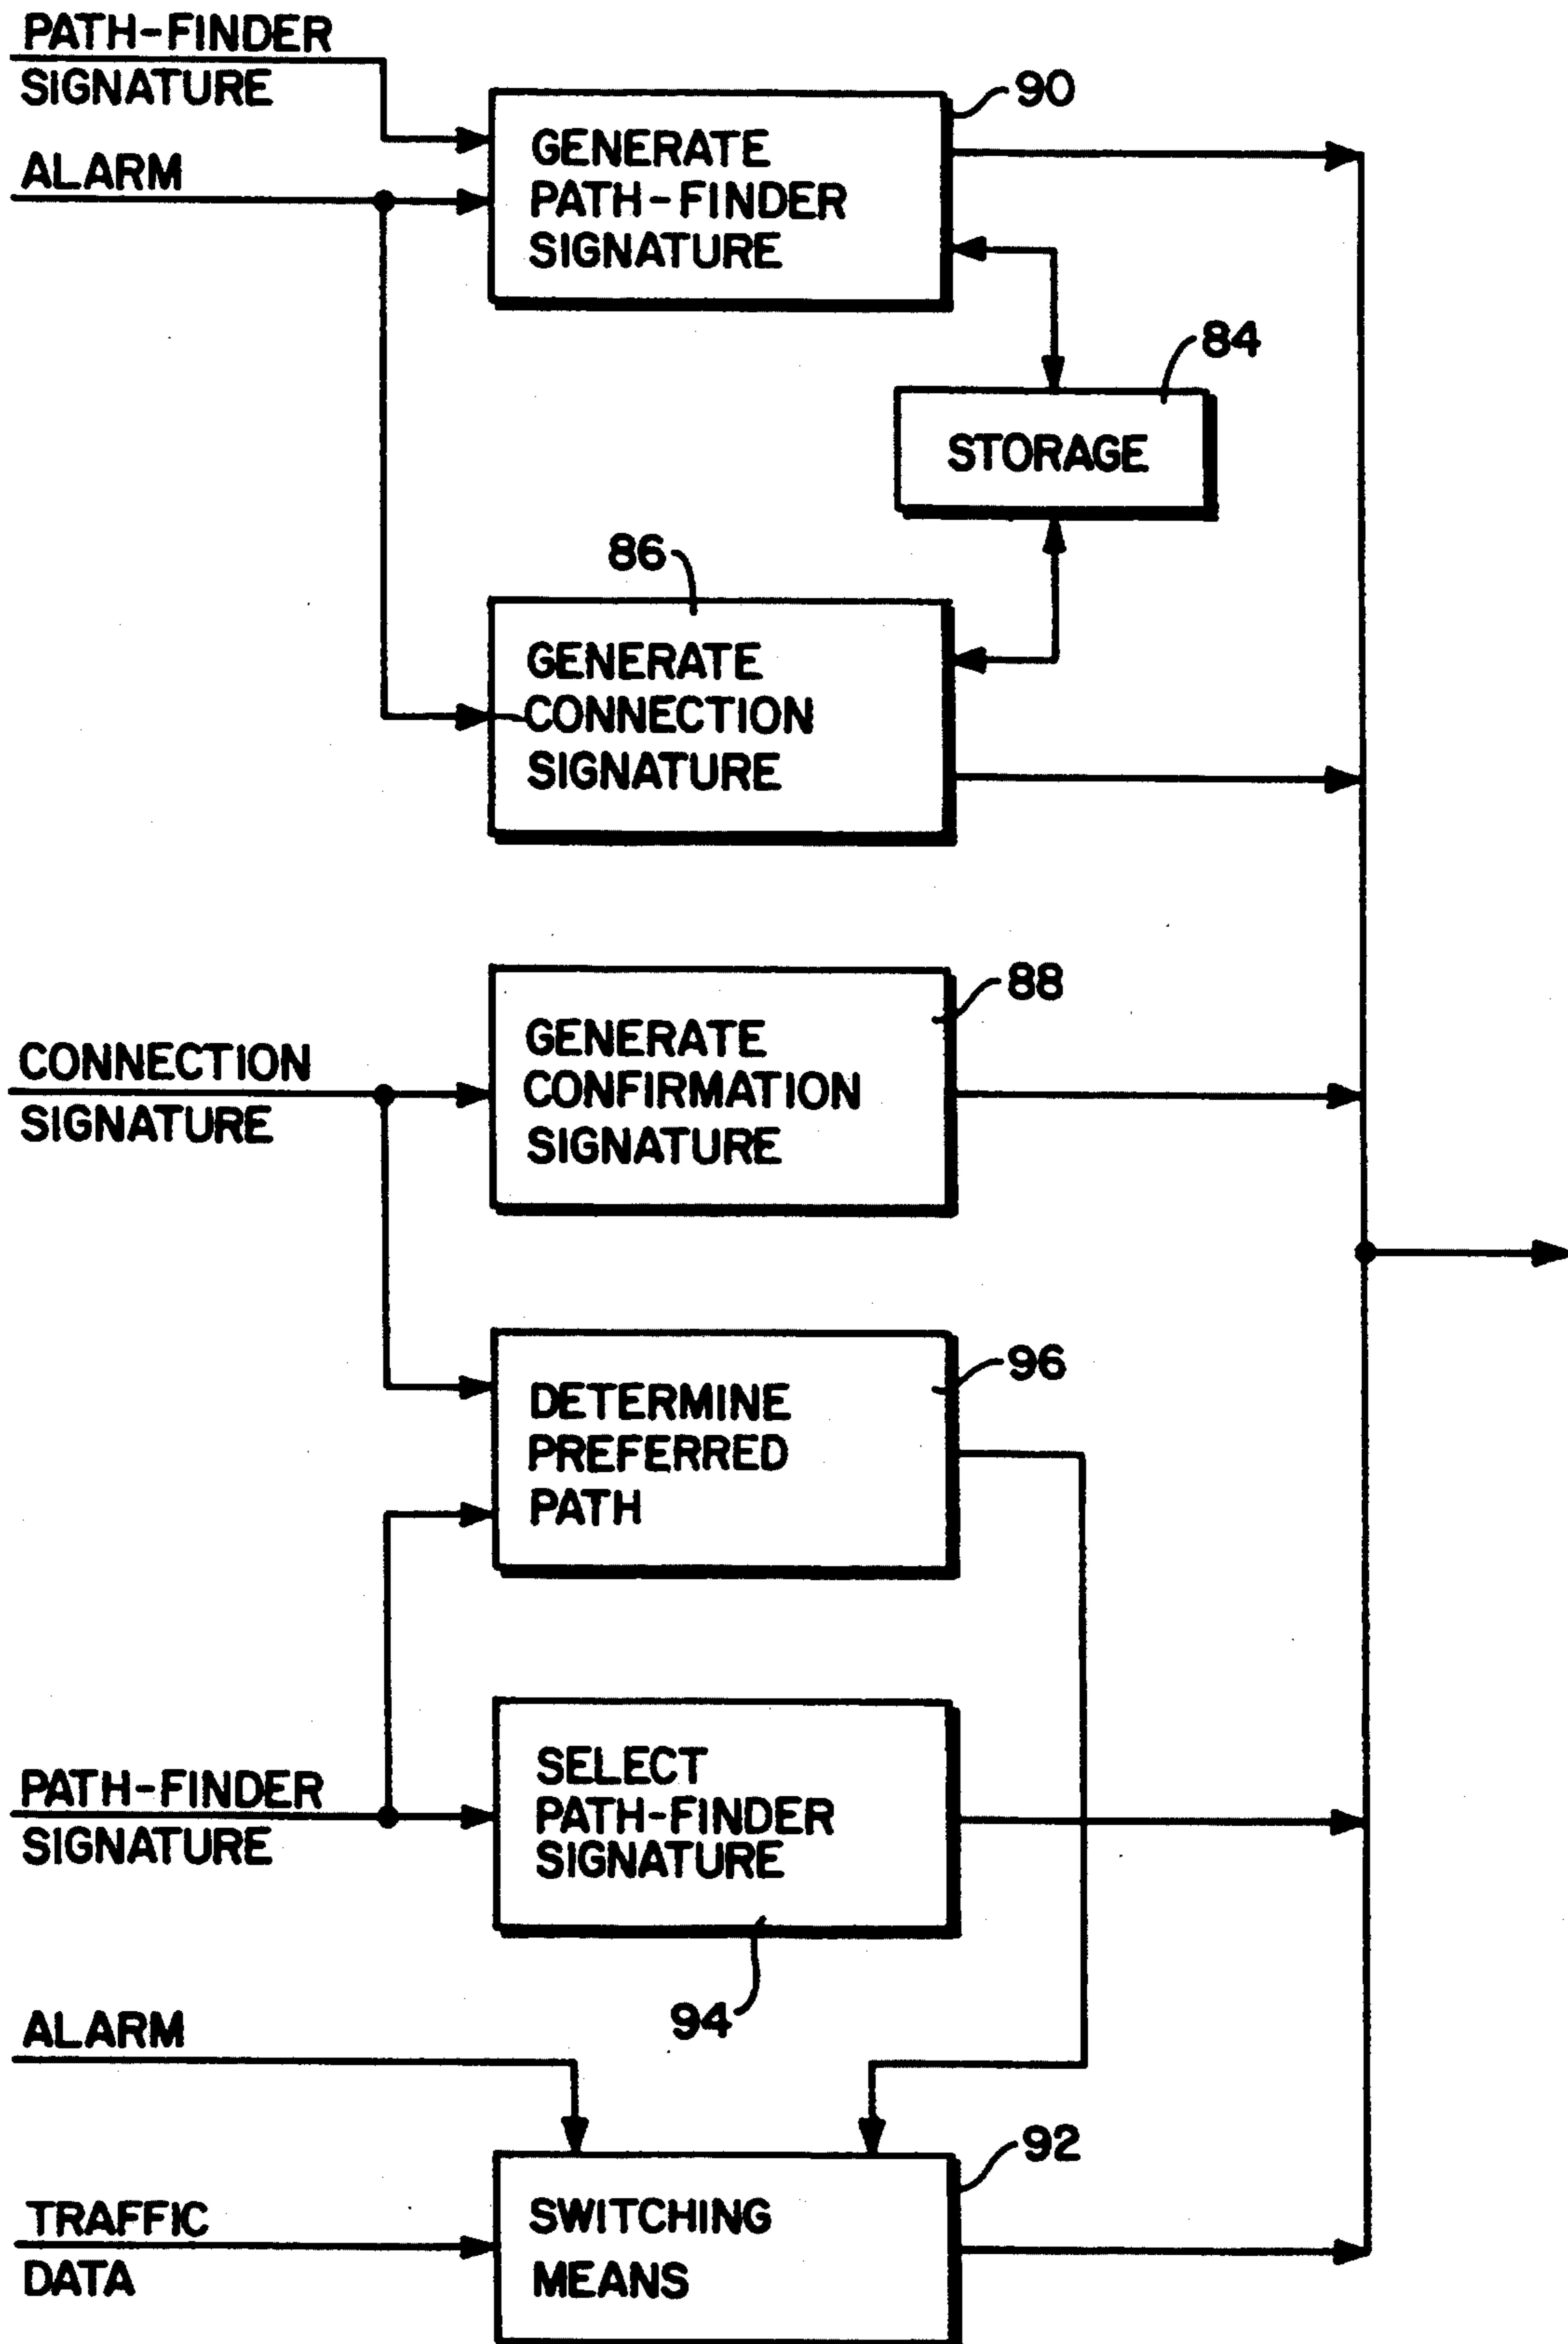 PATH-FINDER
SIGNATURE
90
ALARM
GENERATE
PATH-FINDER
SIGNATURE
84
STORAGE
86
GENERATE
CONNECTION
SIGNATURE
88
CONNECTION
SIGNATURE
GENERATE
CONFIRMATION
SIGNATURE
96
DETERMINE
PREFERRED
PATH
PATH-FINDER
SIGNATURE
SELECT
PATH-FINDER
SIGNATURE
94
ALARM
92
TRAFFIC
DATA
SWITCHING
MEANS